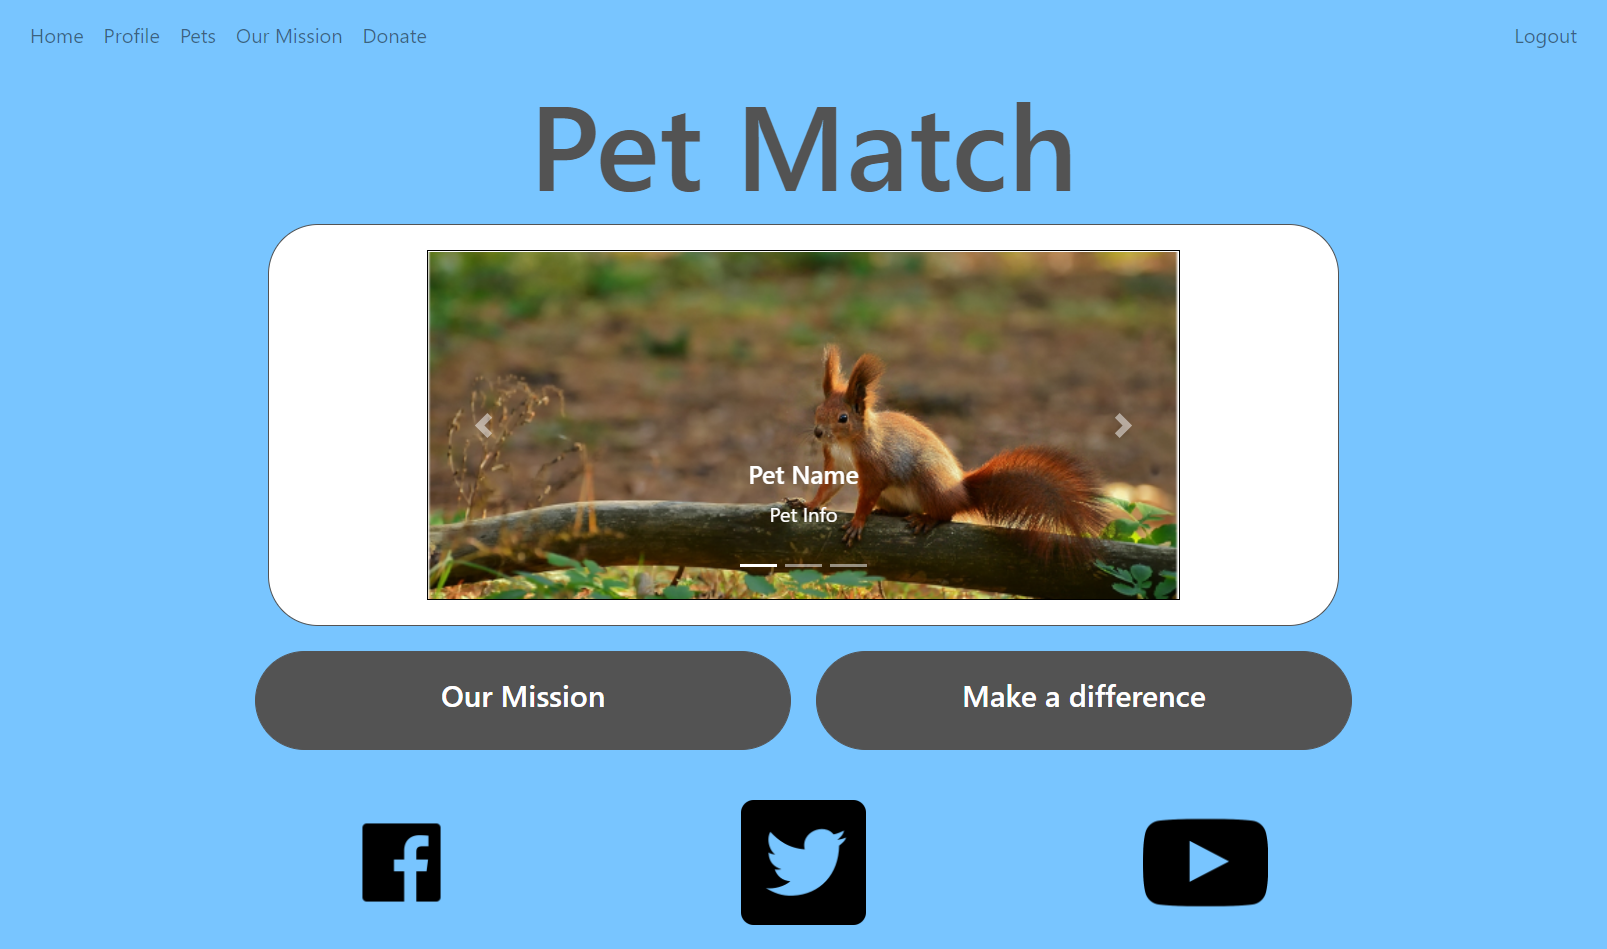 Home Profile Pets Our Mission Donate Logout
Pet Match
Pet Name
Pet Info
Our Mission Make a difference